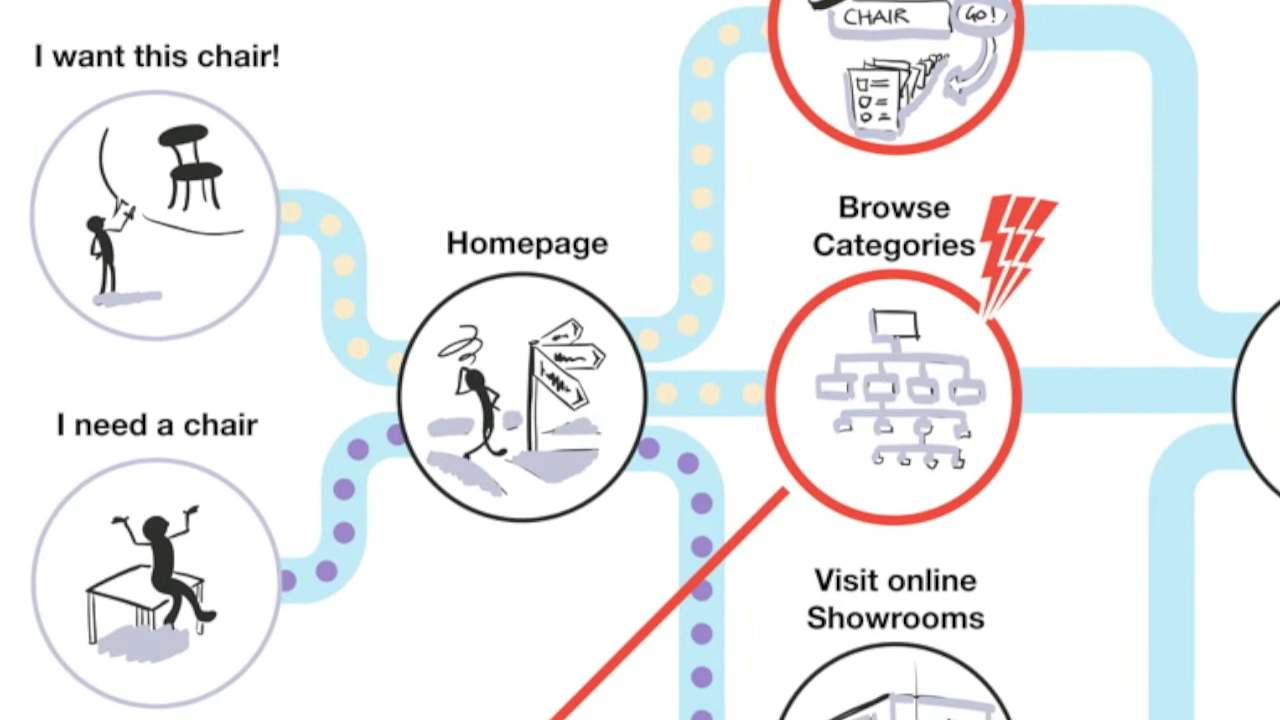 CHAIR
GO!
I want this chair!
Browse
Categories
Homepage
I need a chair
Visit online
Showrooms